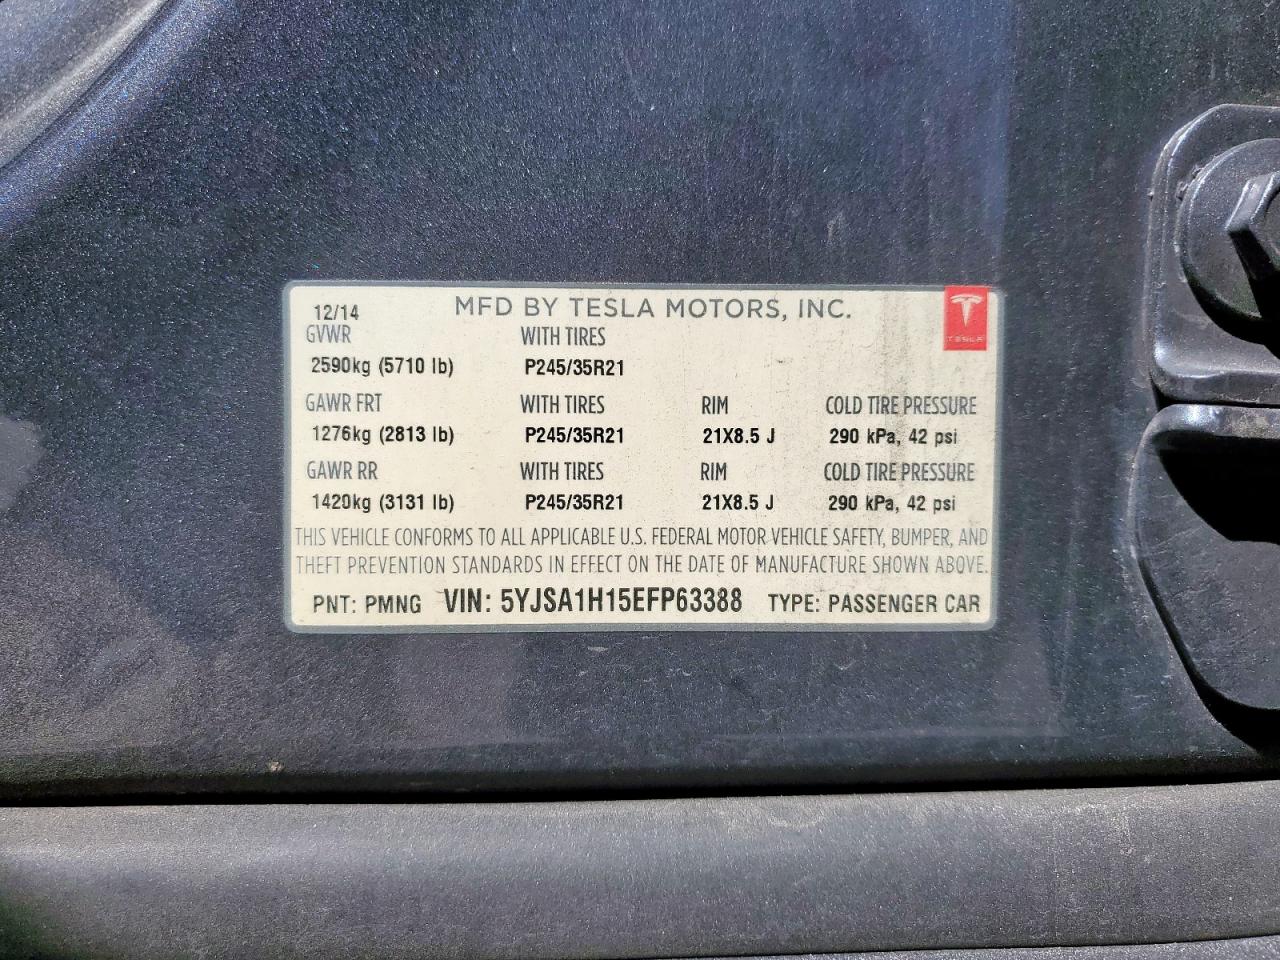 12/14 MFD BY TESLA MOTORS, INC.
TESLA
GVWR WITH TIRES
2590kg (5710 lb) P245/35R21
GAWR FRT WITH TIRES RIM COLD TIRE PRESSURE
1276kg (2813 lb) P245/35R21 21X8.5 J 290 kPa, 42 psi
GAWR RR WITH TIRES RIM COLD TIRE PRESSURE
1420kg (3131 lb) P245/35R21 21X8.5 J 290 kPa, 42 psi
THIS VEHICLE CONFORMS TO ALL APPLICABLE U.S. FEDERAL MOTOR VEHICLE SAFETY, BUMPER, AND
THEFT PREVENTION STANDARDS IN EFFECT ON THE DATE OF MANUFACTURE SHOWN ABOVE.
PNT: PMNG VIN: 5YJSA1H15EFP63388 TYPE: PASSENGER CAR